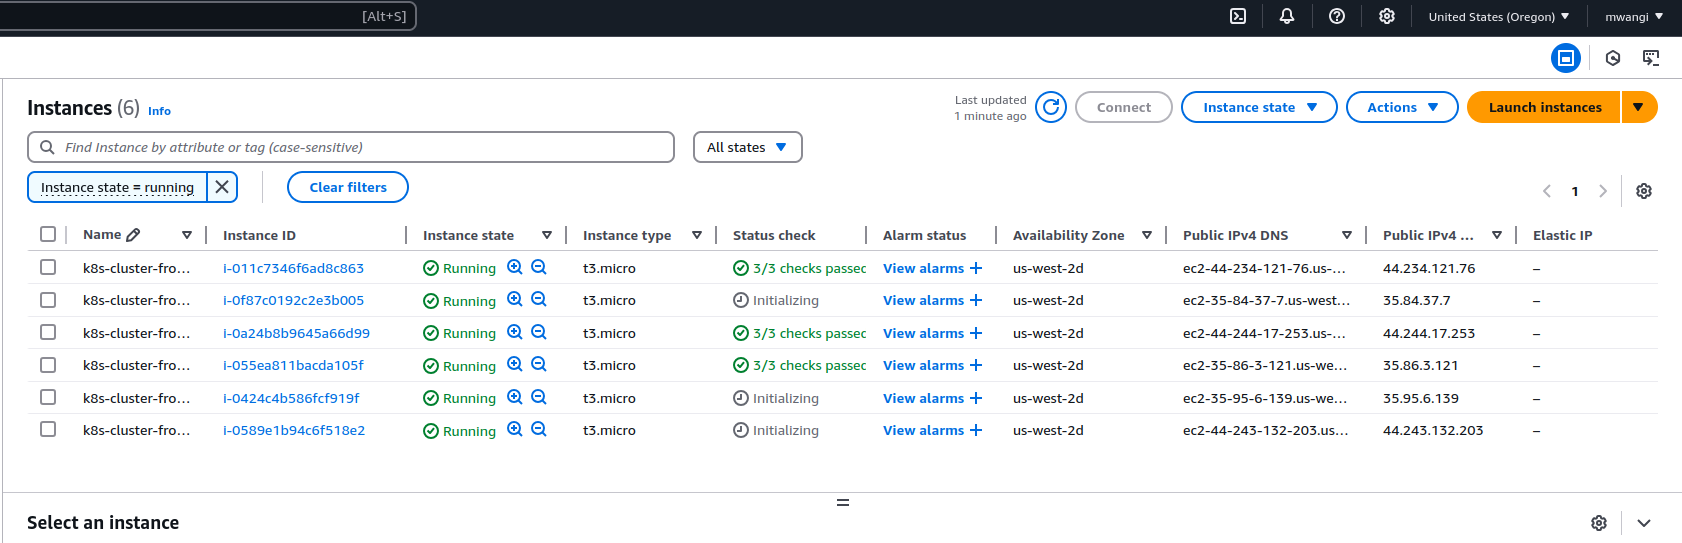 [Alt+S] United States (Oregon) mwangi
Instances (6) Info Last updated 1 minute ago Connect Instance state Actions Launch instances
Find Instance by attribute or tag (case-sensitive) All states
Instance state = running Clear filters 1
Name Instance ID Instance state Instance type Status check Alarm status Availability Zone Public IPv4 DNS Public IPv4 ... Elastic IP
k8s-cluster-fro... i-011c7346f6ad8c863 Running t3.micro 3/3 checks passed View alarms + us-west-2d ec2-44-234-121-76.us-... 44.234.121.76 –
k8s-cluster-fro... i-0f87c0192c2e3b005 Running t3.micro Initializing View alarms + us-west-2d ec2-35-84-37-7.us-west... 35.84.37.7 –
k8s-cluster-fro... i-0a24b8b9645a66d99 Running t3.micro 3/3 checks passed View alarms + us-west-2d ec2-44-244-17-253.us-... 44.244.17.253 –
k8s-cluster-fro... i-055ea811bacda105f Running t3.micro 3/3 checks passed View alarms + us-west-2d ec2-35-86-3-121.us-we... 35.86.3.121 –
k8s-cluster-fro... i-0424c4b586fcf919f Running t3.micro Initializing View alarms + us-west-2d ec2-35-95-6-139.us-we... 35.95.6.139 –
k8s-cluster-fro... i-0589e1b94c6f518e2 Running t3.micro Initializing View alarms + us-west-2d ec2-44-243-132-203.us... 44.243.132.203 –
Select an instance